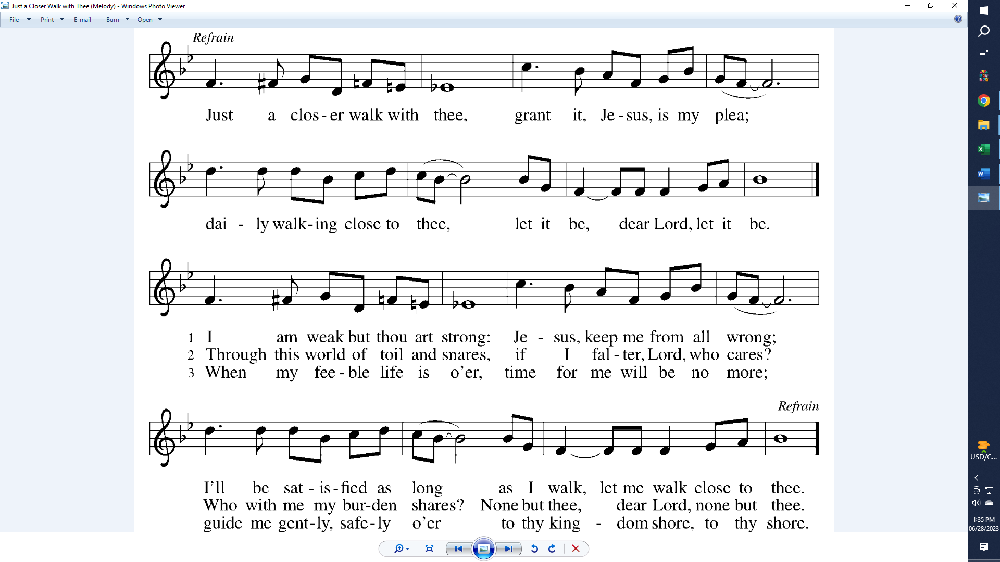 Just a Closer Walk with Thee (Melody) - Windows Photo Viewer
File Print E-mail Burn Open
Refrain
Just a clos - er walk with thee, grant it, Je - sus, is my plea;
dai - ly walk - ing close to thee, let it be, dear Lord, let it be.
1 I am weak but thou art strong: Je - sus, keep me from all wrong;
2 Through this world of toil and snares, if I fal - ter, Lord, who cares?
3 When my fee - ble life is o'er, time for me will be no more;
Refrain
I'll be sat - is - fied as long as I walk, let me walk close to thee.
Who with me my bur - den shares? None but thee, dear Lord, none but thee.
guide me gent - ly, safe - ly o'er to thy king - dom shore, to thy shore.
USD/C...
1:35 PM
06/28/2023